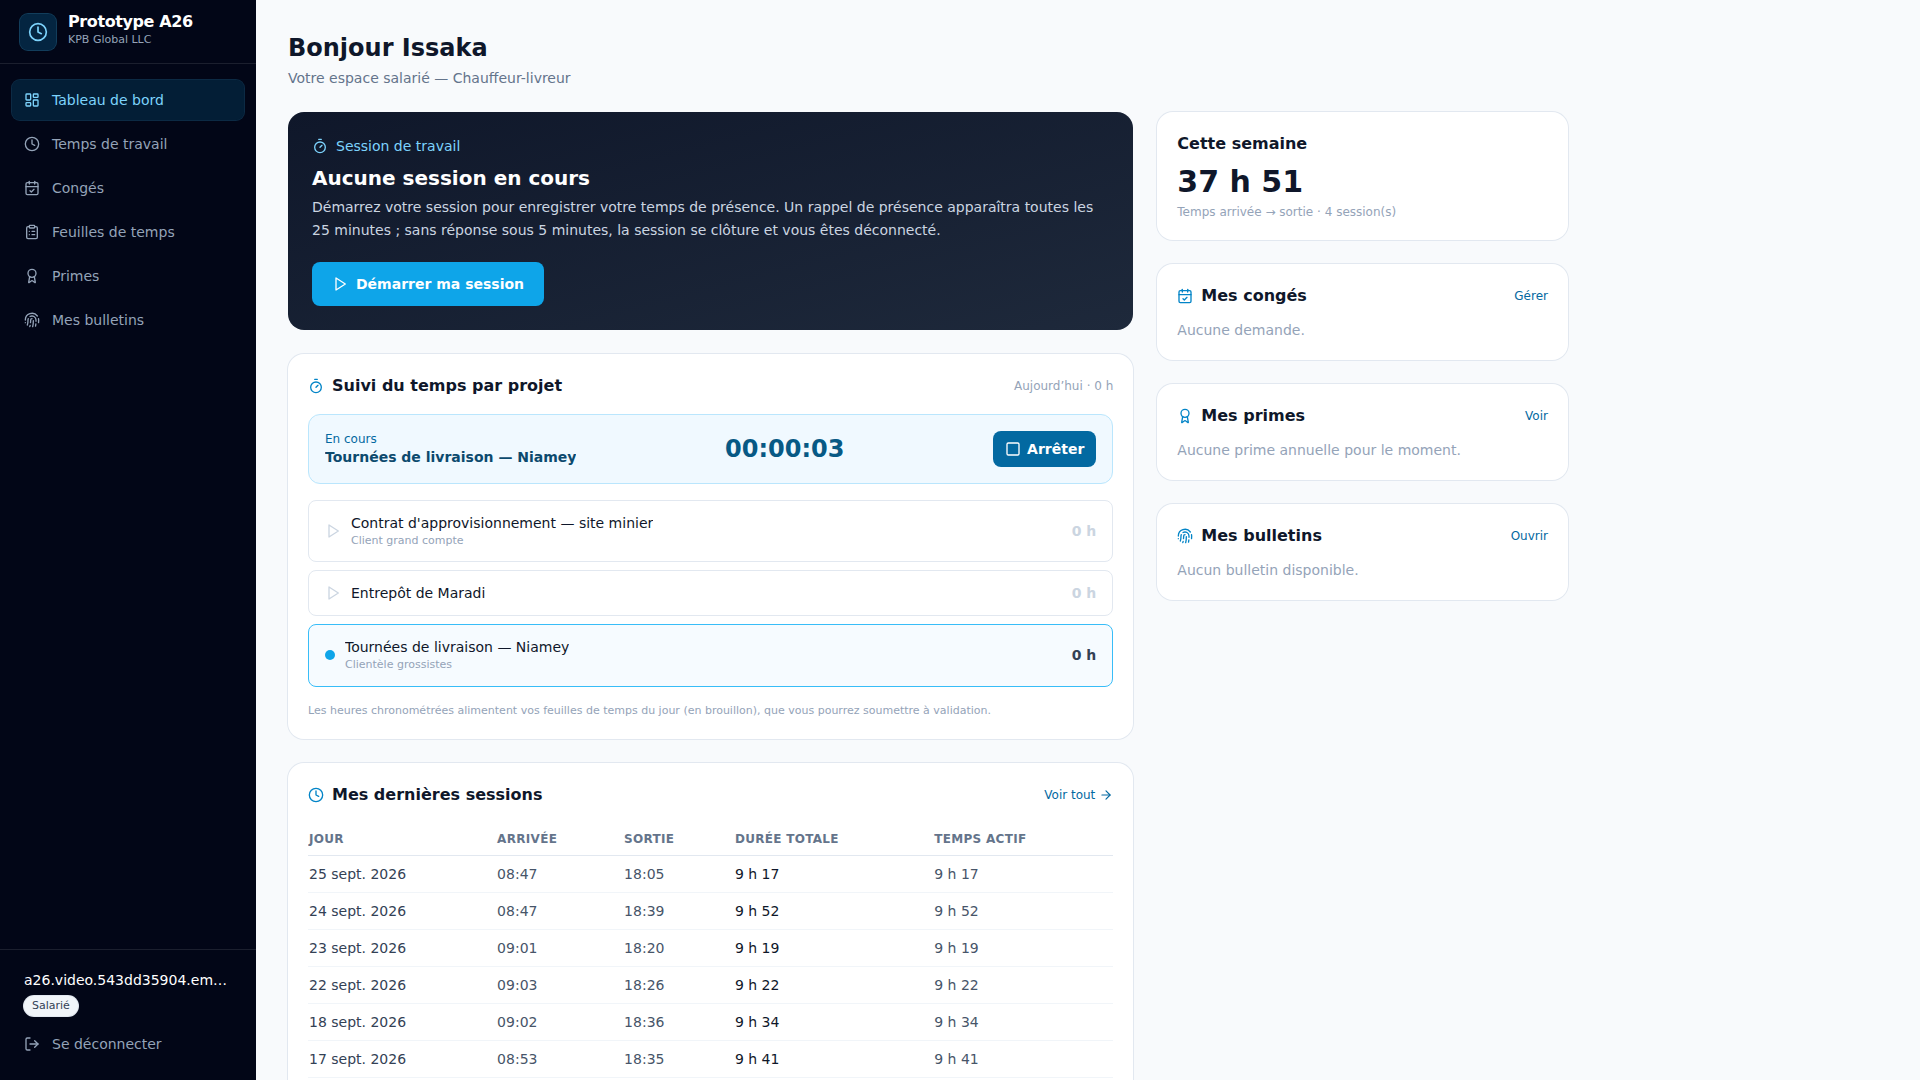 Prototype A26
KPB Global LLC
Tableau de bord
Temps de travail
Congés
Feuilles de temps
Primes
Mes bulletins
a26.video.543dd35904.em...
Salarié
Se déconnecter
Bonjour Issaka
Votre espace salarié — Chauffeur-livreur
Session de travail
Aucune session en cours
Démarrez votre session pour enregistrer votre temps de présence. Un rappel de présence apparaîtra toutes les
25 minutes ; sans réponse sous 5 minutes, la session se clôture et vous êtes déconnecté.
Démarrer ma session
Suivi du temps par projet
Aujourd’hui · 0 h
En cours
Tournées de livraison — Niamey
00:00:03
Arrêter
Contrat d'approvisionnement — site minier
Client grand compte
0 h
Entrepôt de Maradi
0 h
Tournées de livraison — Niamey
Clientèle grossistes
0 h
Les heures chronométrées alimentent vos feuilles de temps du jour (en brouillon), que vous pourrez soumettre à validation.
Mes dernières sessions
Voir tout →
JOUR ARRIVÉE SORTIE DURÉE TOTALE TEMPS ACTIF
25 sept. 2026 08:47 18:05 9 h 17 9 h 17
24 sept. 2026 08:47 18:39 9 h 52 9 h 52
23 sept. 2026 09:01 18:20 9 h 19 9 h 19
22 sept. 2026 09:03 18:26 9 h 22 9 h 22
18 sept. 2026 09:02 18:36 9 h 34 9 h 34
17 sept. 2026 08:53 18:35 9 h 41 9 h 41
Cette semaine
37 h 51
Temps arrivée → sortie · 4 session(s)
Mes congés
Gérer
Aucune demande.
Mes primes
Voir
Aucune prime annuelle pour le moment.
Mes bulletins
Ouvrir
Aucun bulletin disponible.